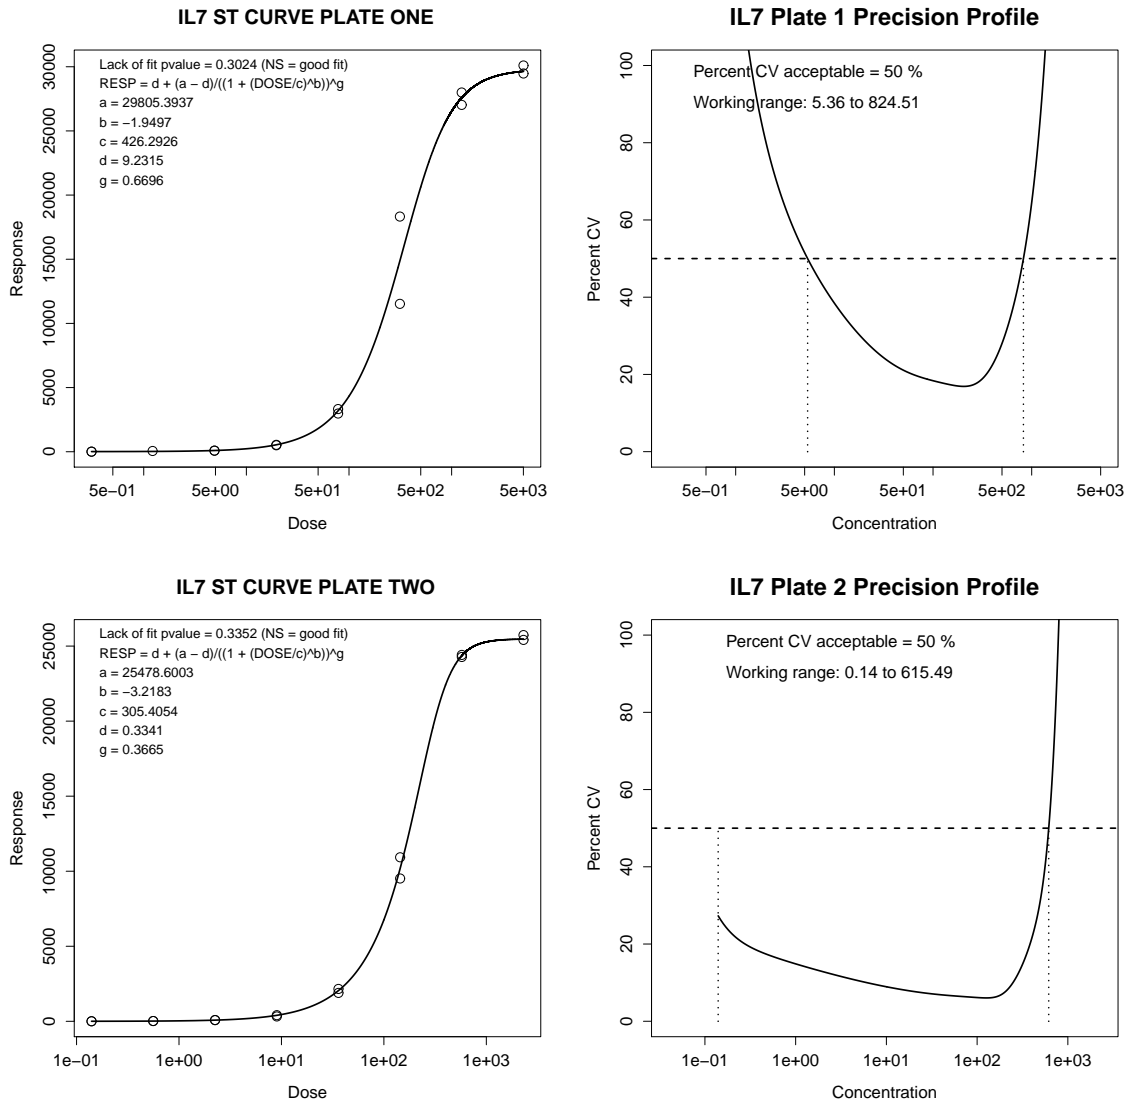 IL7 ST CURVE PLATE ONE
Lack of fit pvalue = 0.3024 (NS = good fit)
RESP = d + (a − d)/((1 + (DOSE/c)^b))^g
a = 29805.3937
b = −1.9497
c = 426.2926
d = 9.2315
g = 0.6696
Response
0
5000
10000
15000
20000
25000
30000
5e−01
5e+00
5e+01
5e+02
5e+03
Dose
IL7 Plate 1 Precision Profile
Percent CV acceptable = 50 %
Working range: 5.36 to 824.51
Percent CV
0
20
40
60
80
100
5e−01
5e+00
5e+01
5e+02
5e+03
Concentration
IL7 ST CURVE PLATE TWO
Lack of fit pvalue = 0.3352 (NS = good fit)
RESP = d + (a − d)/((1 + (DOSE/c)^b))^g
a = 25478.6003
b = −3.2183
c = 305.4054
d = 0.3341
g = 0.3665
Response
0
5000
10000
15000
20000
25000
1e−01
1e+00
1e+01
1e+02
1e+03
Dose
IL7 Plate 2 Precision Profile
Percent CV acceptable = 50 %
Working range: 0.14 to 615.49
Percent CV
0
20
40
60
80
100
1e−01
1e+00
1e+01
1e+02
1e+03
Concentration